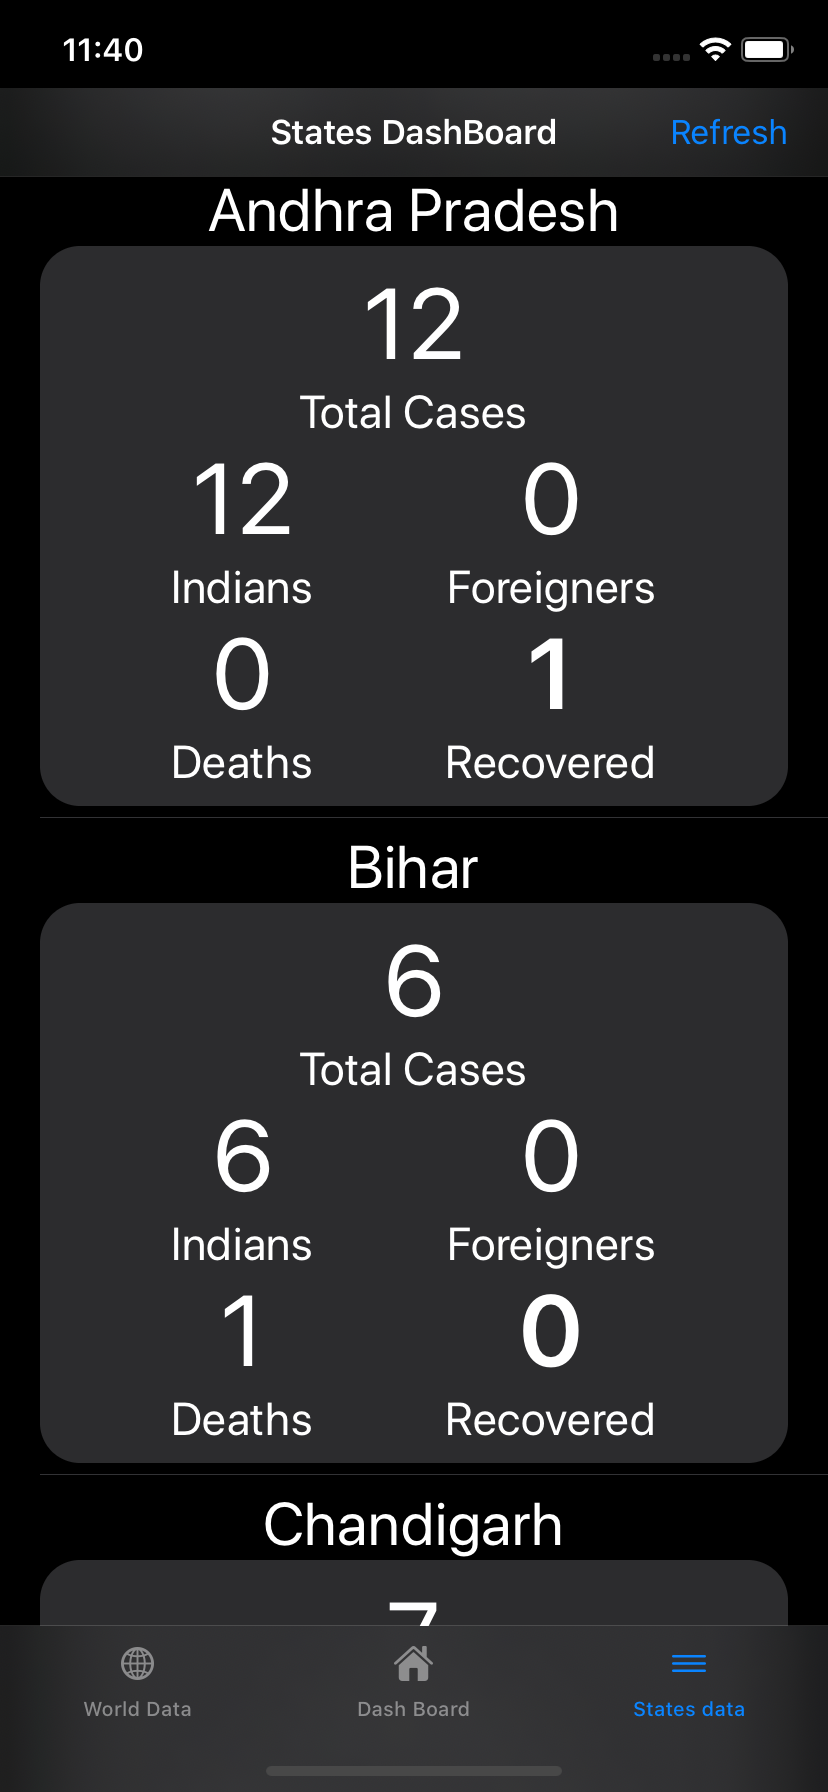 11:40
States DashBoard Refresh
Andhra Pradesh
12
Total Cases
12 0
Indians Foreigners
0 1
Deaths Recovered
Bihar
6
Total Cases
6 0
Indians Foreigners
1 0
Deaths Recovered
Chandigarh
7
World Data Dash Board States data